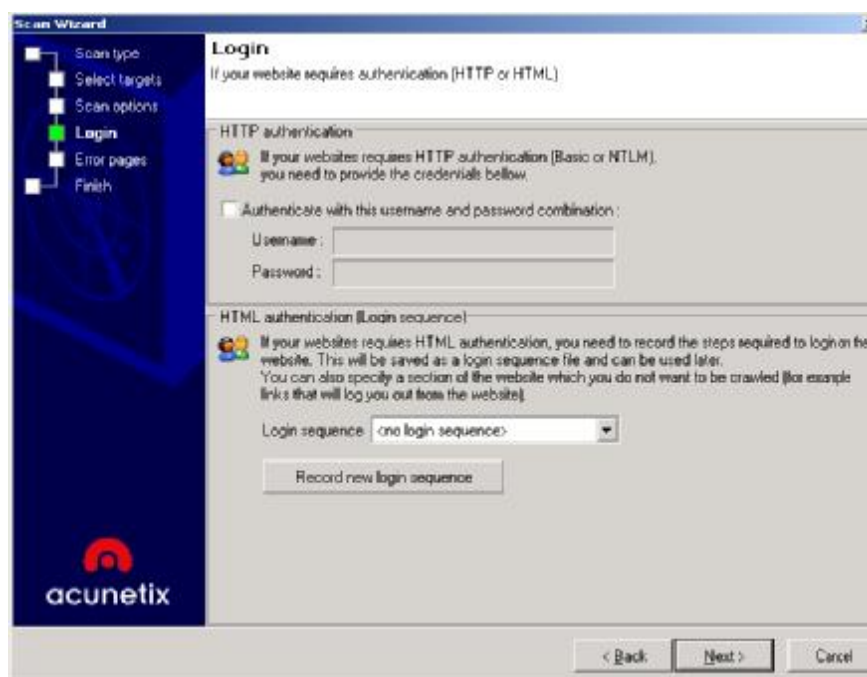 Scan Wizard
Scan type
Select targets
Scan options
Login
Error pages
Finish
acunetix
Login
If your website requires authentication (HTTP or HTML)
HTTP authentication
If your websites requires HTTP authentication (Basic or NTLM),
you need to provide the credentials bellow.
Authenticate with this username and password combination :
Username :
Password :
HTML authentication (Login sequence)
If your websites requires HTML authentication, you need to record the steps required to login on the
website. This will be saved as a login sequence file and can be used later.
You can also specify a section of the website which you do not want to be crawled (for example
links that will log you out from the website).
Login sequence <no login sequence>
Record new login sequence
< Back Next > Cancel